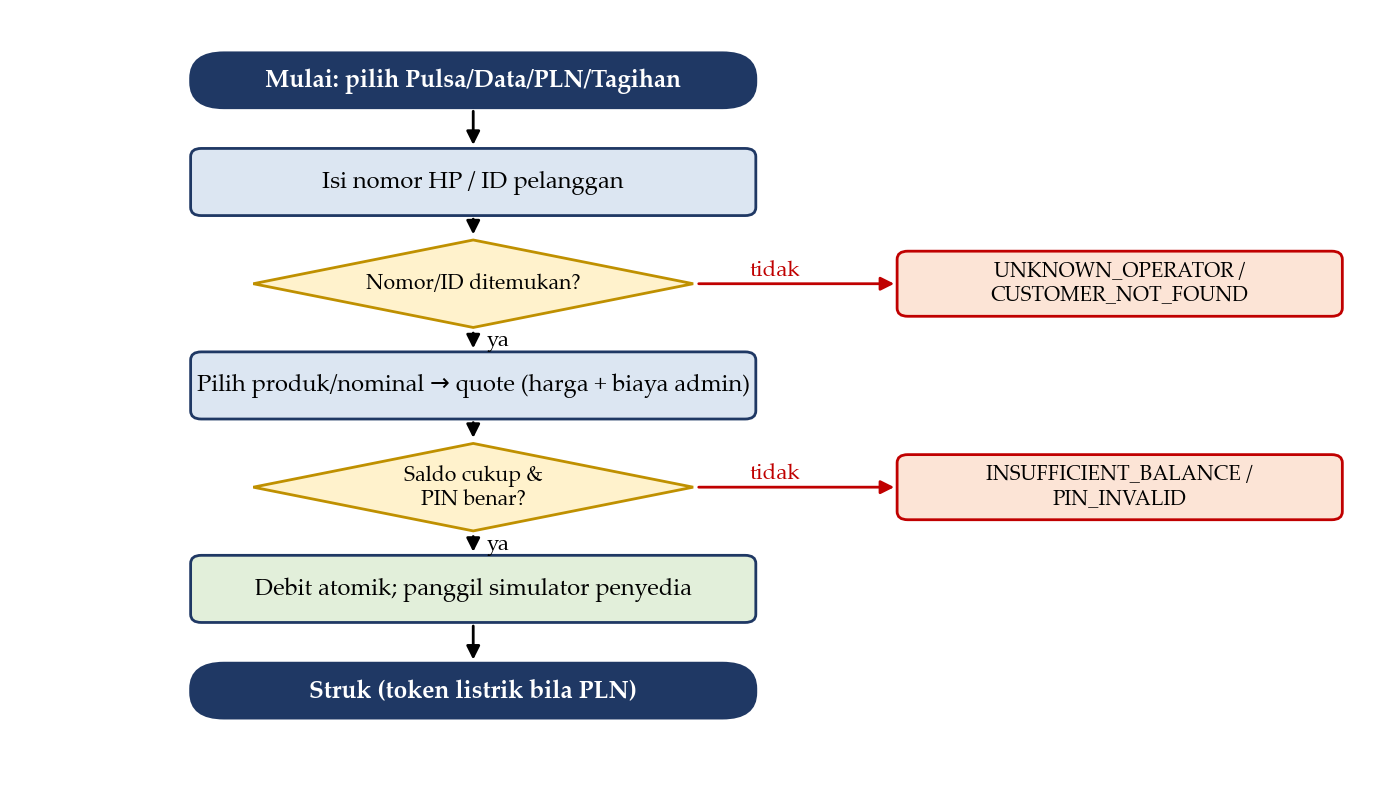 Mulai: pilih Pulsa/Data/PLN/Tagihan
Isi nomor HP / ID pelanggan
Nomor/ID ditemukan?
tidak
UNKNOWN_OPERATOR /
CUSTOMER_NOT_FOUND
ya
Pilih produk/nominal → quote (harga + biaya admin)
Saldo cukup &
PIN benar?
tidak
INSUFFICIENT_BALANCE /
PIN_INVALID
ya
Debit atomik; panggil simulator penyedia
Struk (token listrik bila PLN)